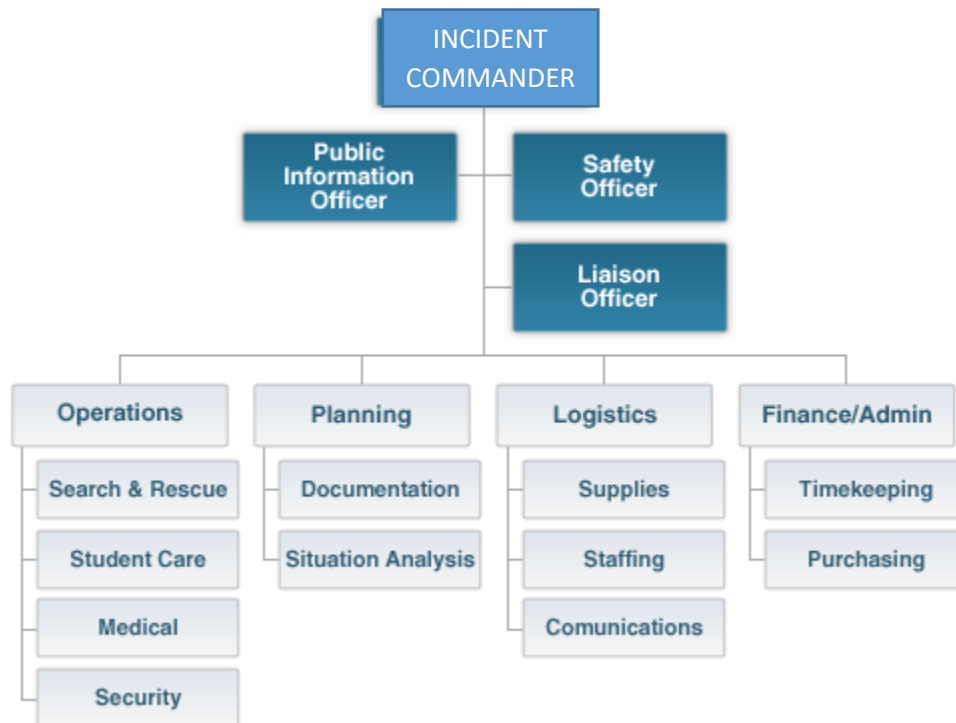 INCIDENT
COMMANDER
Public
Information
Officer
Safety
Officer
Liaison
Officer
Operations
Search & Rescue
Student Care
Medical
Security
Planning
Documentation
Situation Analysis
Logistics
Supplies
Staffing
Comunications
Finance/Admin
Timekeeping
Purchasing